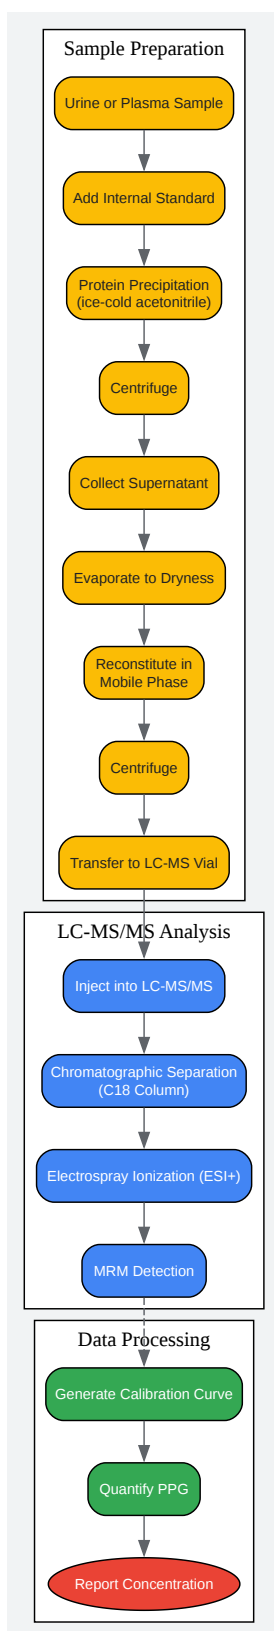 Sample Preparation
Urine or Plasma Sample
Add Internal Standard
Protein Precipitation
(ice-cold acetonitrile)
Centrifuge
Collect Supernatant
Evaporate to Dryness
Reconstitute in
Mobile Phase
Centrifuge
Transfer to LC-MS Vial
LC-MS/MS Analysis
Inject into LC-MS/MS
Chromatographic Separation
(C18 Column)
Electrospray Ionization (ESI+)
MRM Detection
Data Processing
Generate Calibration Curve
Quantify PPG
Report Concentration